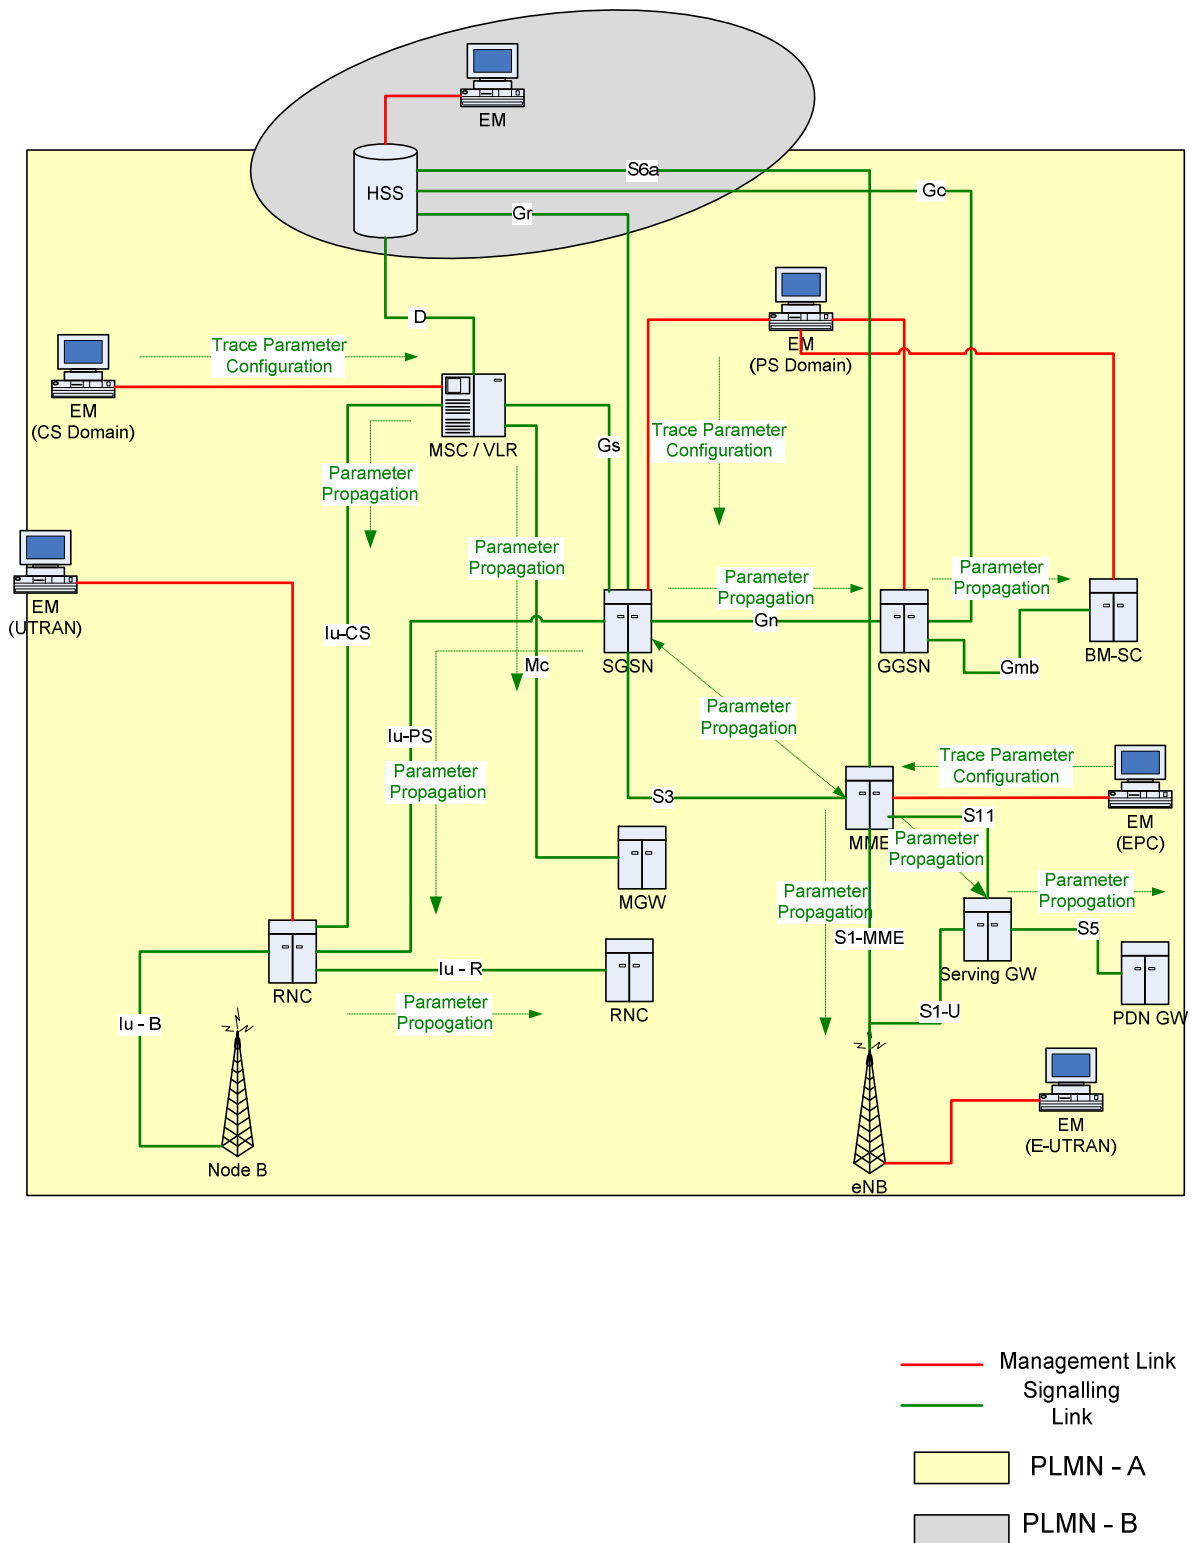 EM
HSS
S6a
Gc
Gr
D
Trace Parameter
Configuration
EM
(CS Domain)
MSC / VLR
EM
(PS Domain)
Gs
Trace Parameter
Configuration
Parameter
Propagation
Parameter
Propagation
EM
(UTRAN)
Iu-CS
Parameter
Propagation
Parameter
Propagation
Gn
SGSN
GGSN
BM-SC
Gmb
Mc
Iu-PS
Parameter
Propagation
Parameter
Propagation
Trace Parameter
Configuration
S3
MME
S11
EM
(EPC)
Parameter
Propagation
Parameter
Propagation
Parameter
Propogation
MGW
S1-MME
S5
Serving GW
PDN GW
S1-U
RNC
Iu - R
RNC
Parameter
Propogation
Iu - B
Node B
EM
(E-UTRAN)
eNB
Management Link
Signalling
Link
PLMN - A
PLMN - B